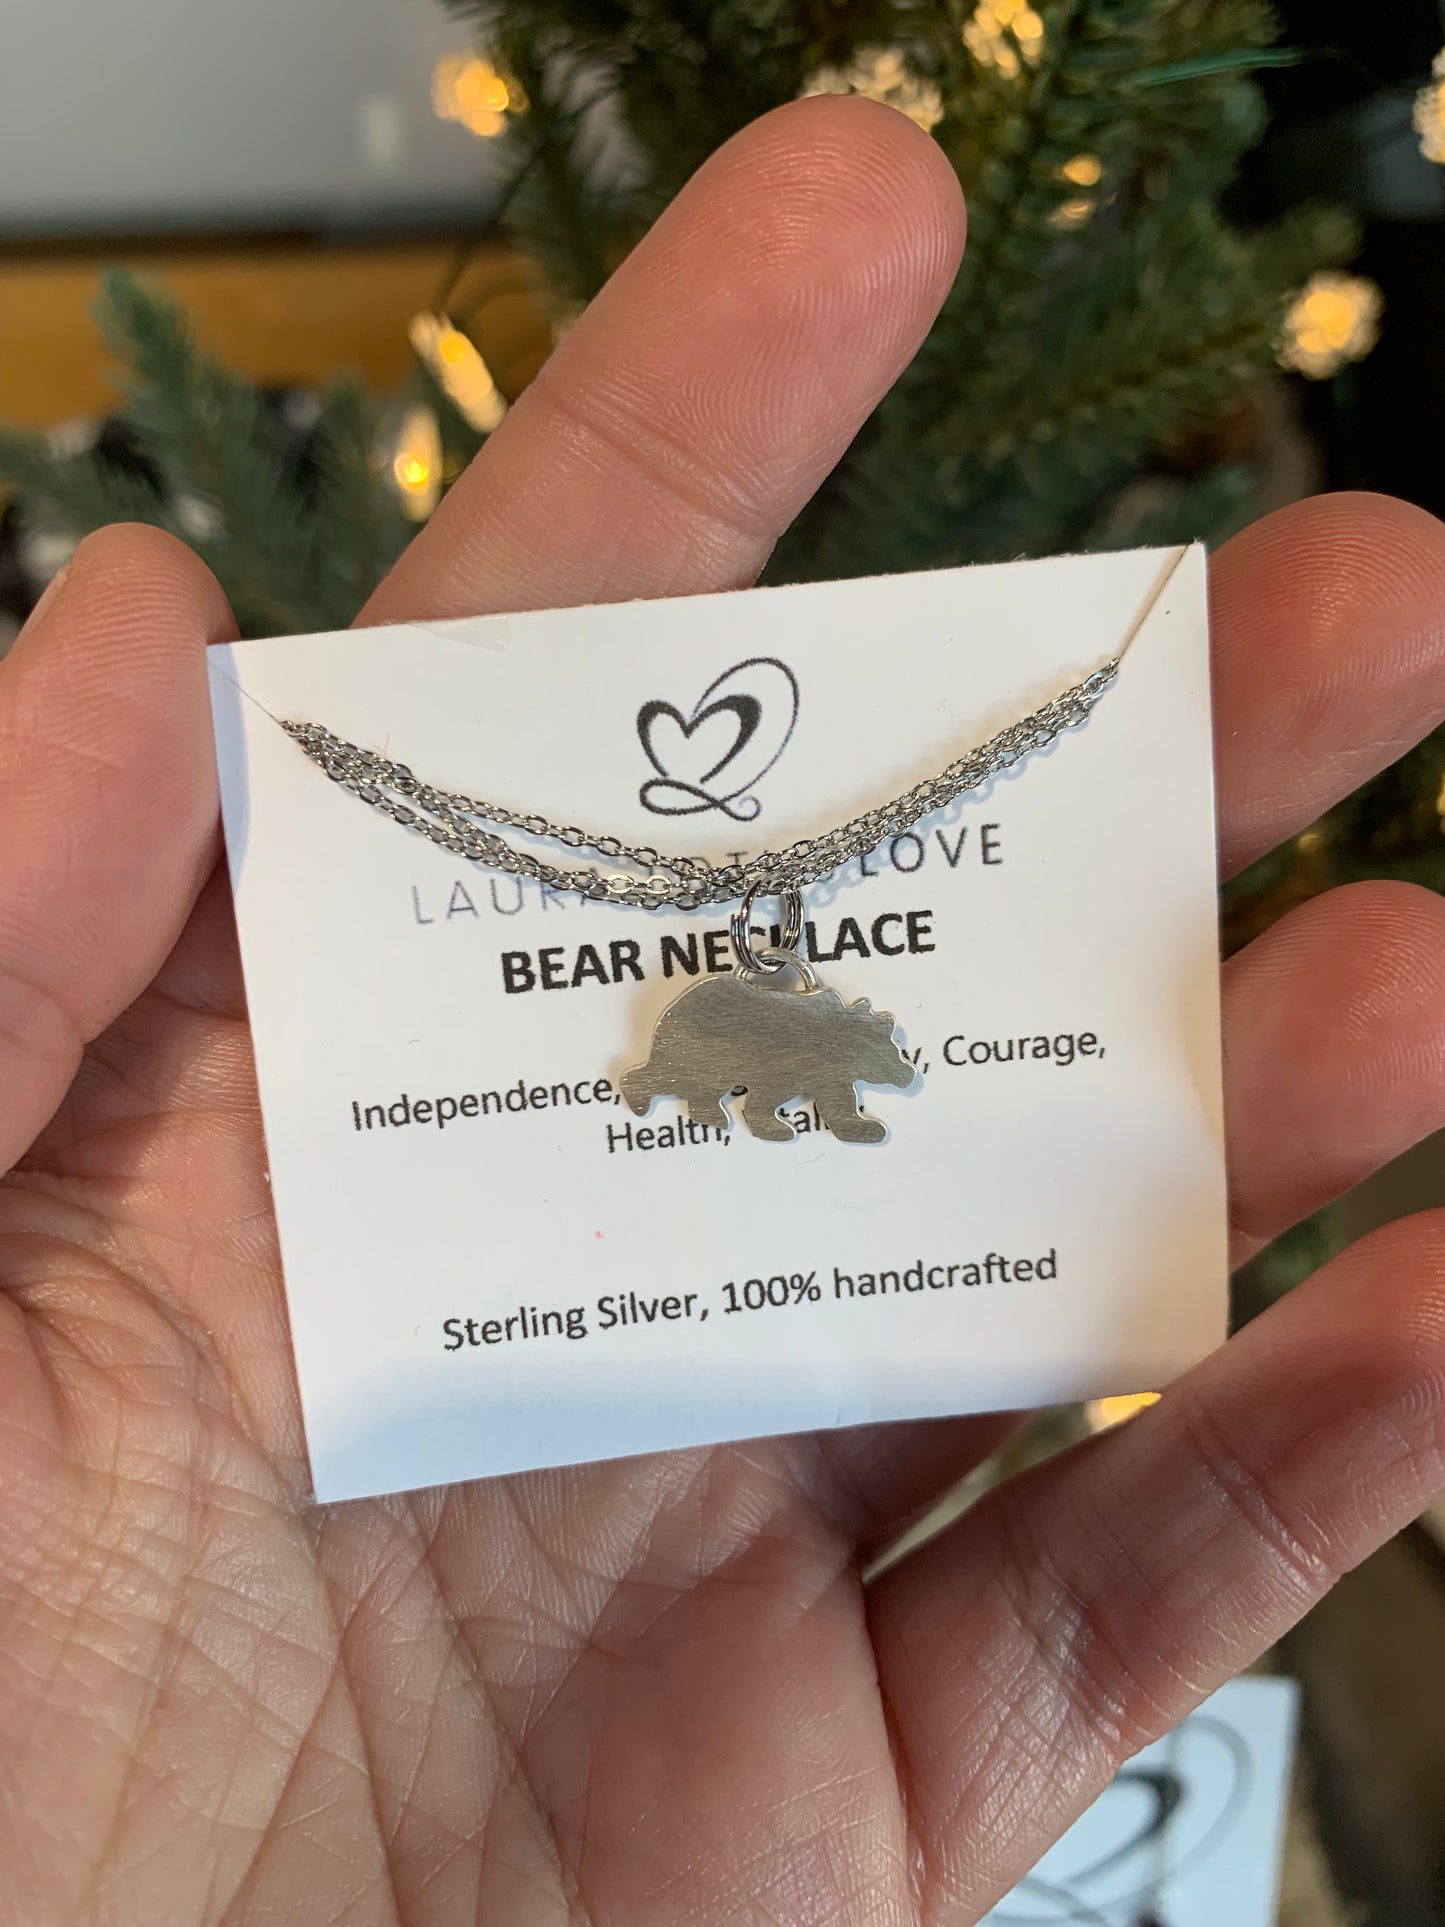 LOVE
BEAR NECKLACE
Independence, Courage,
Health,
Sterling Silver, 100% handcrafted